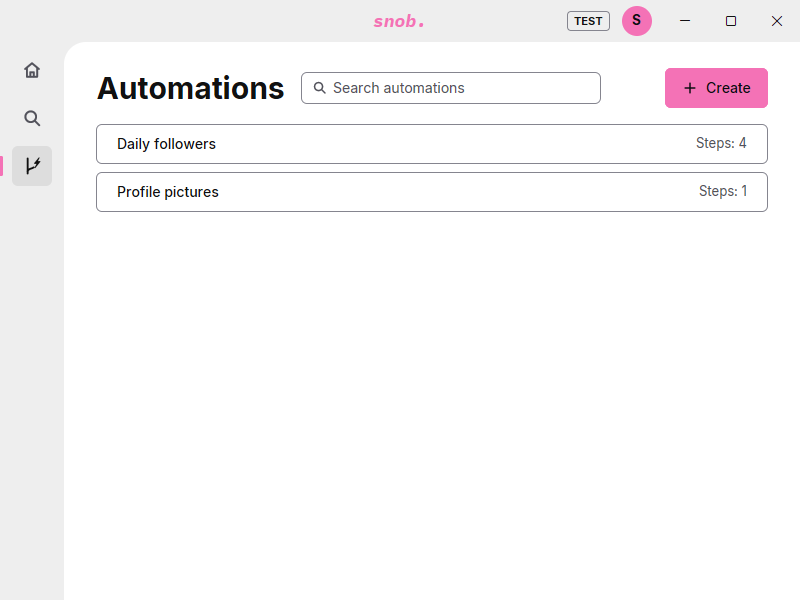 snob.
TEST
S
Automations
Search automations
Create
Daily followers
Steps: 4
Profile pictures
Steps: 1